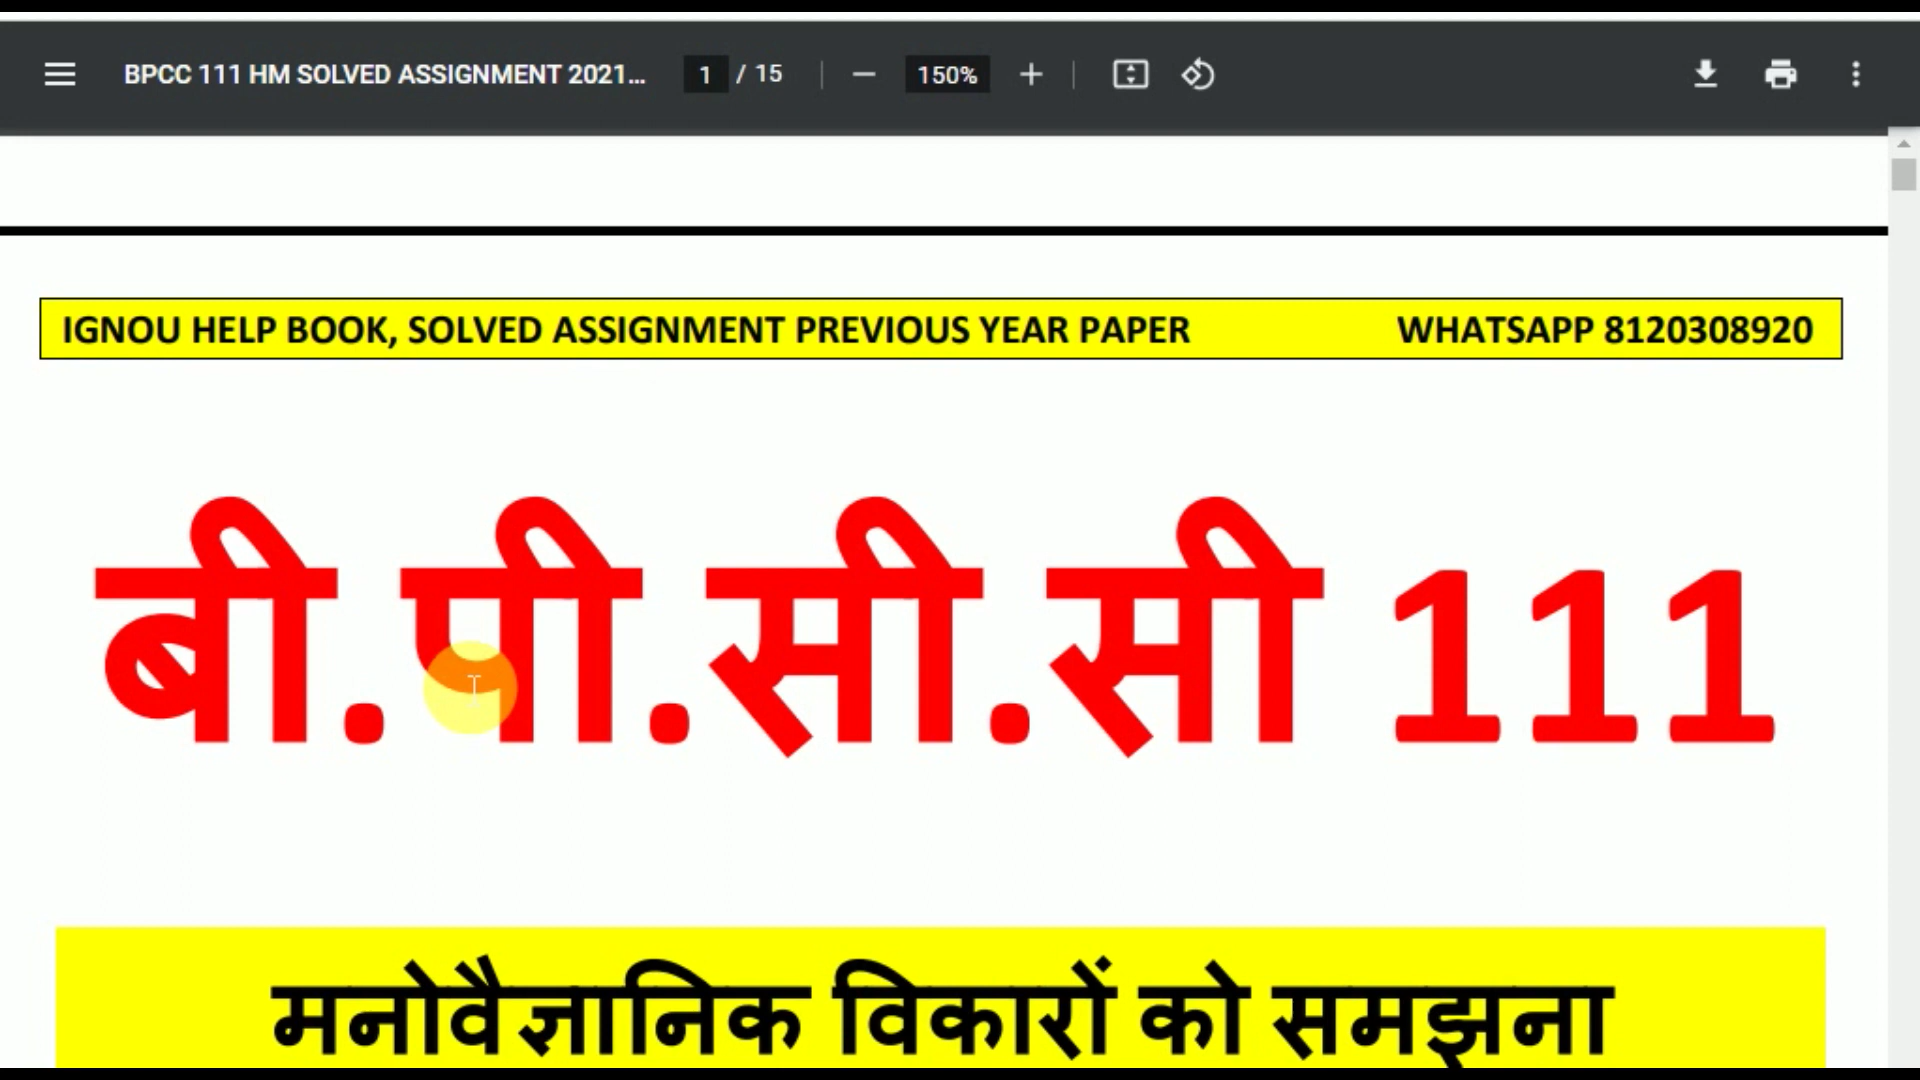 BPCC 111 HM SOLVED ASSIGNMENT 2021... 1 / 15 150%
IGNOU HELP BOOK, SOLVED ASSIGNMENT PREVIOUS YEAR PAPER WHATSAPP 8120308920
बी.पी.सी.सी 111
मनोवैज्ञानिक विकारों को समझना